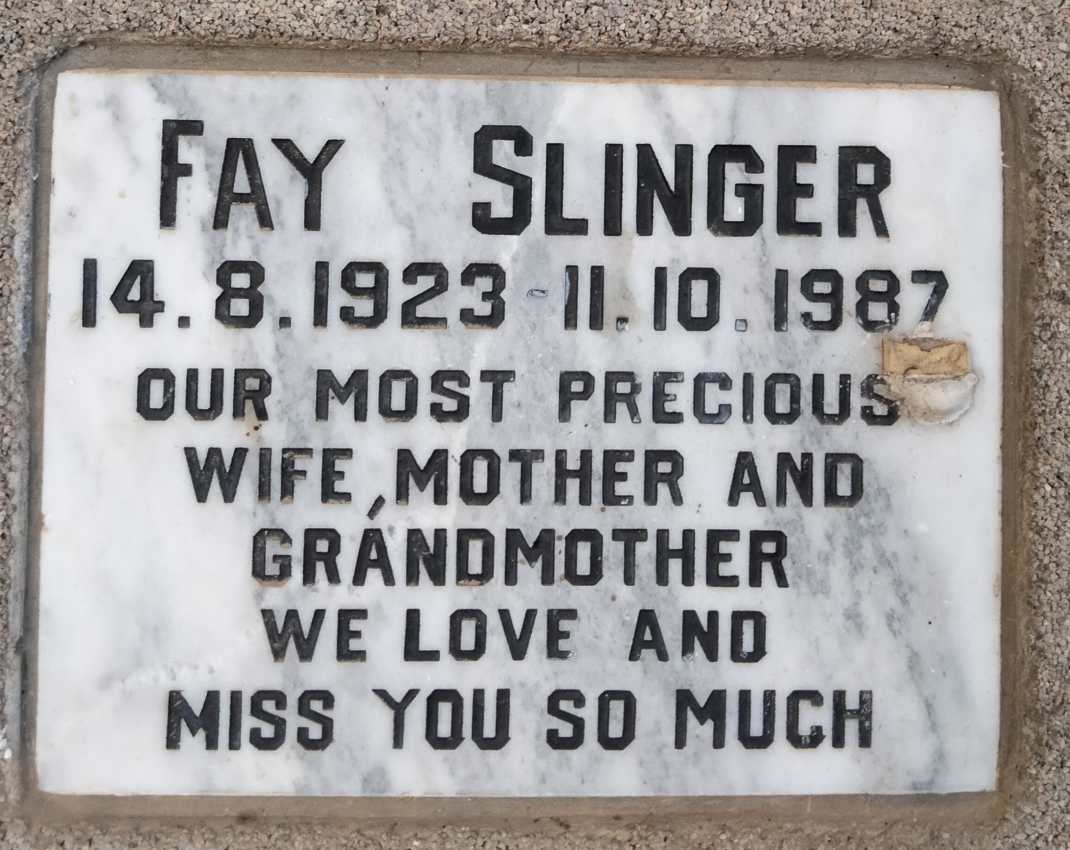 FAY SLINGER
14.8.1923 - 11.10.1987
OUR MOST PRECIOUS
WIFE, MOTHER AND
GRANDMOTHER
WE LOVE AND
MISS YOU SO MUCH